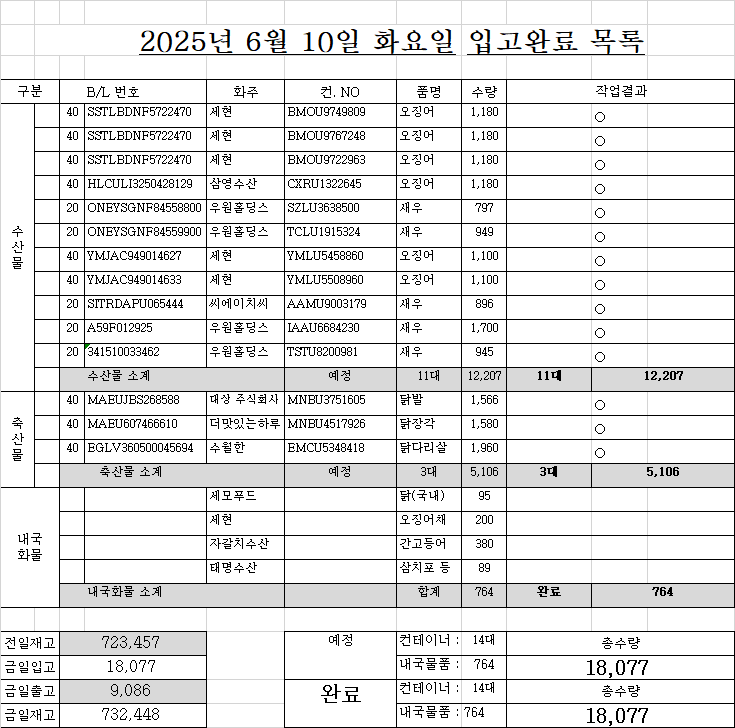 2025년 6월 10일 화요일 입고완료 목록
구분 B/L 번호 화주 컨. NO 품명 수량 작업결과
수산물
40 SSTLBDNF5722470 세현 BMOU9749809 오징어 1,180 ○
40 SSTLBDNF5722470 세현 BMOU9767248 오징어 1,180 ○
40 SSTLBDNF5722470 세현 BMOU9722963 오징어 1,180 ○
40 HLCULI3250428129 삼영수산 CXRU1322645 오징어 1,180 ○
20 ONEYSGNF84558800 우원홀딩스 SZLU3638500 새우 797 ○
20 ONEYSGNF84559900 우원홀딩스 TCLU1915324 새우 949 ○
40 YMJAC949014627 세현 YMLU5458860 오징어 1,100 ○
40 YMJAC949014633 세현 YMLU5508960 오징어 1,100 ○
20 SITRDAPU065444 씨에이치씨 AAMU9003179 새우 896 ○
20 A59F012925 우원홀딩스 IAAU6684230 새우 1,700 ○
20 341510033462 우원홀딩스 TSTU8200981 새우 945 ○
수산물 소계 예정 11대 12,207 11대 12,207
축산물
40 MAEUJBS268588 대상 주식회사 MNBU3751605 닭발 1,566 ○
40 MAEU607466610 더맛있는하루 MNBU4517926 닭장각 1,580 ○
40 EGLV360500045694 수월한 EMCU5348418 닭다리살 1,960 ○
축산물 소계 예정 3대 5,106 3대 5,106
내국화물
세모푸드 닭(국내) 95
세현 오징어채 200
자갈치수산 간고등어 380
태명수산 삼치포 등 89
내국화물 소계 합계 764 완료 764
전일재고 723,457 예정 컨테이너 : 14대 총수량
금일입고 18,077 내국물품 : 764 18,077
금일출고 9,086 완료 컨테이너 : 14대 총수량
금일재고 732,448 내국물품 : 764 18,077